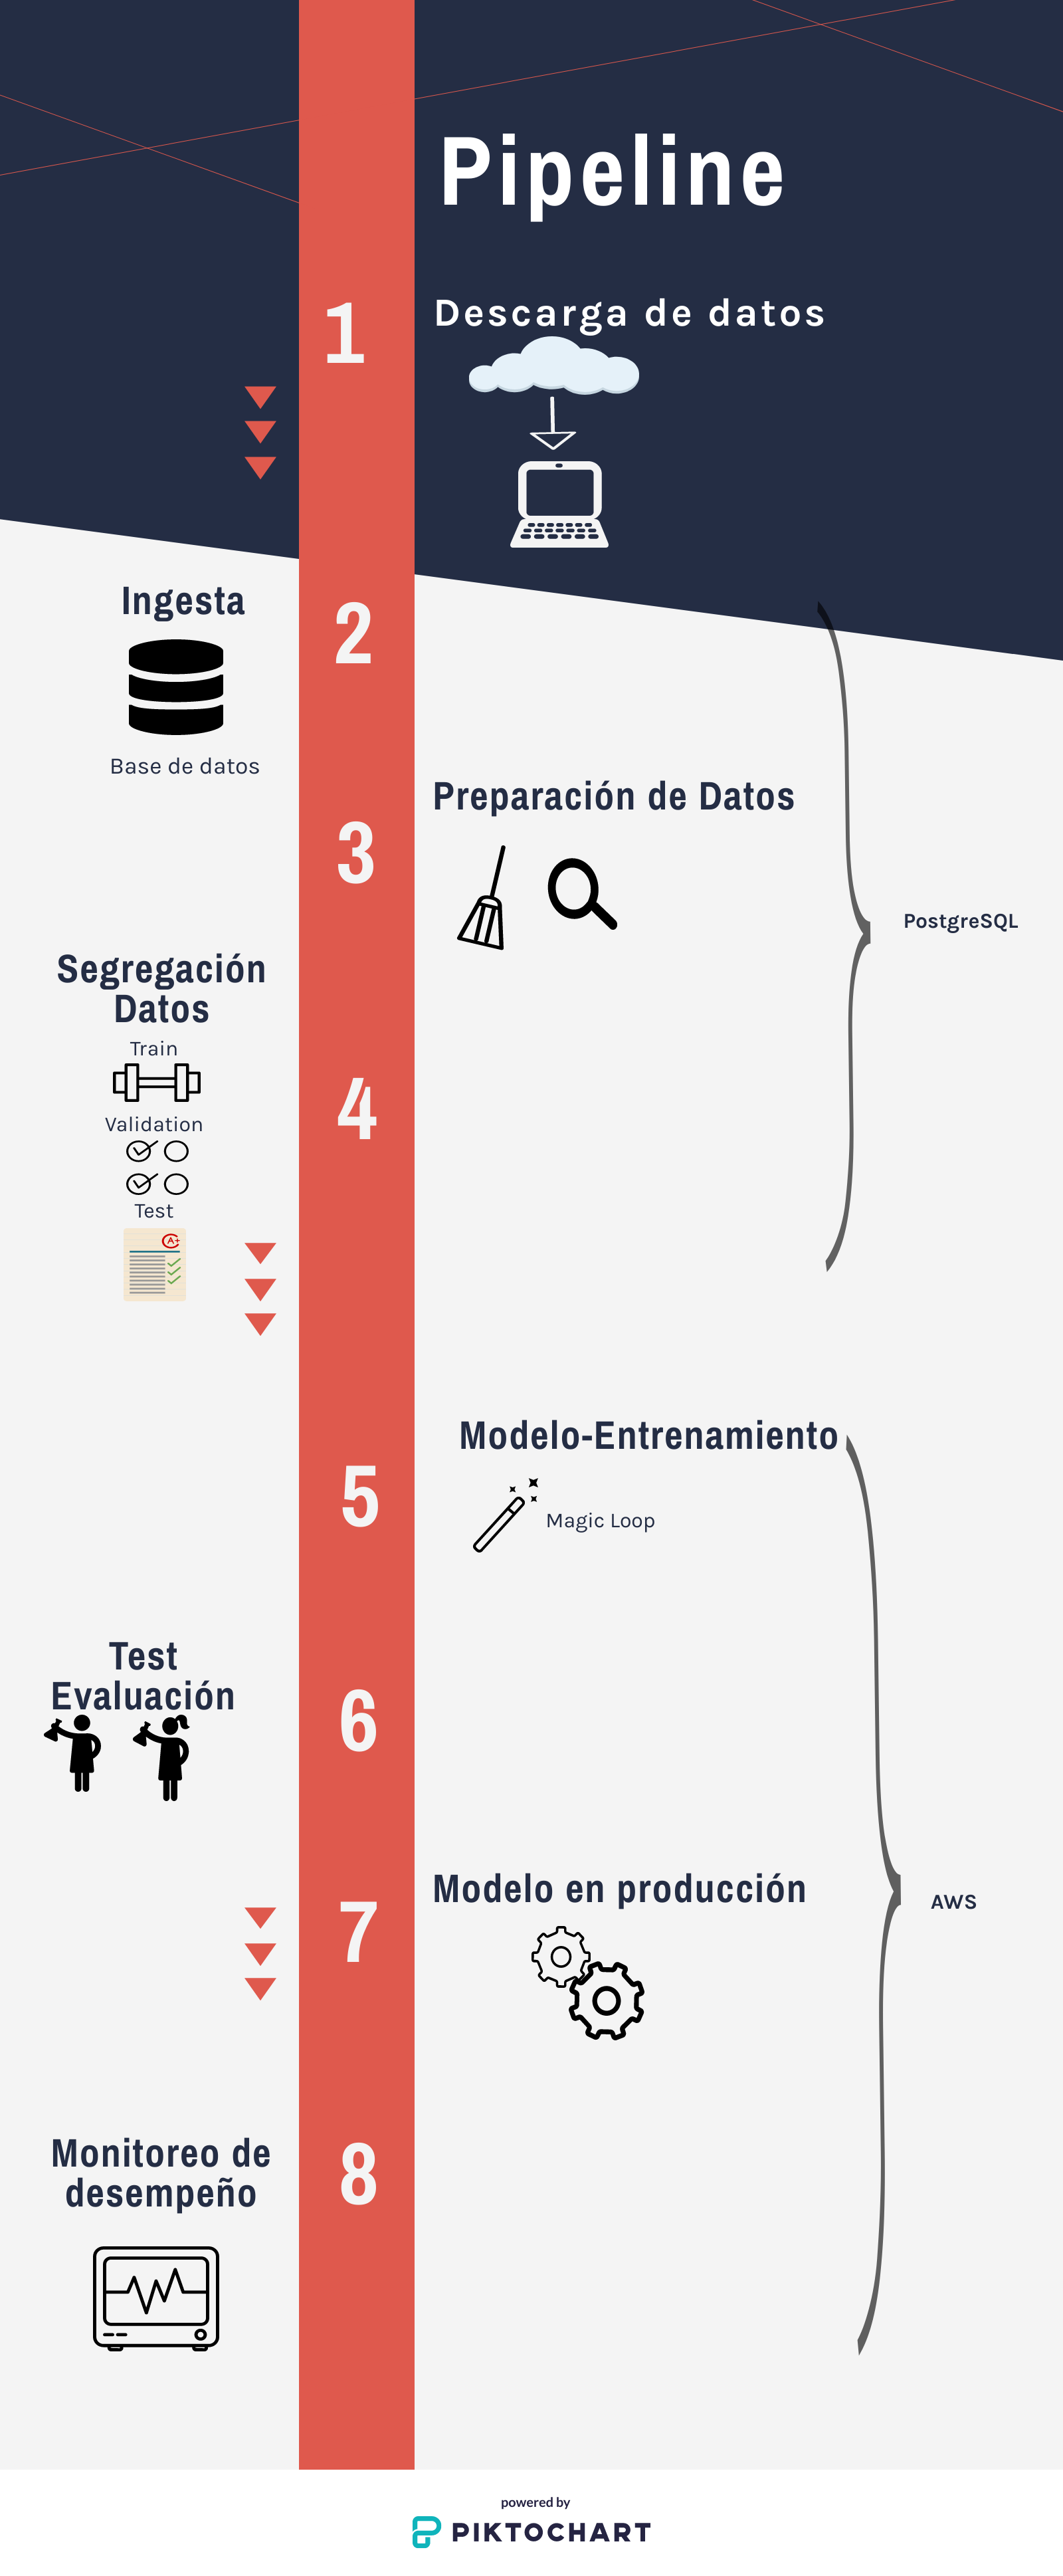 Pipeline
1
Descarga de datos
Ingesta
2
Base de datos
Preparación de Datos
3
PostgreSQL
Segregación
Datos
Train
4
Validation
Test
A+
Modelo-Entrenamiento
5
Magic Loop
Test
Evaluación
6
Modelo en producción
7
AWS
Monitoreo de
desempeño
8
powered by
PIKTOCHART